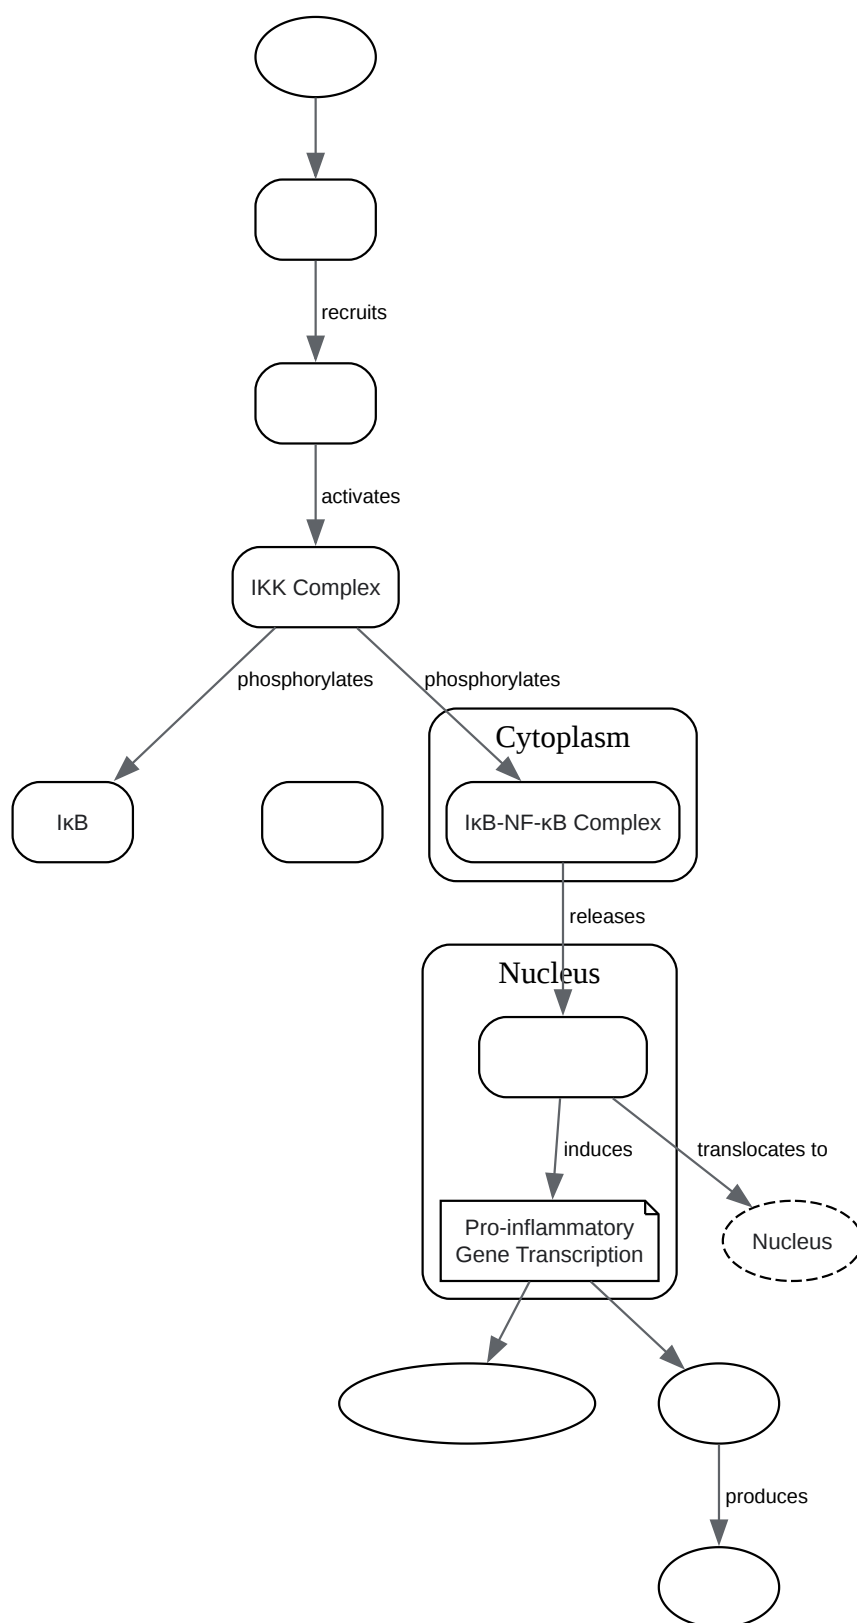 recruits
activates
IKK Complex
phosphorylates
phosphorylates
Cytoplasm
IκB
IκB-NF-κB Complex
releases
Nucleus
induces
translocates to
Pro-inflammatory
Gene Transcription
Nucleus
produces